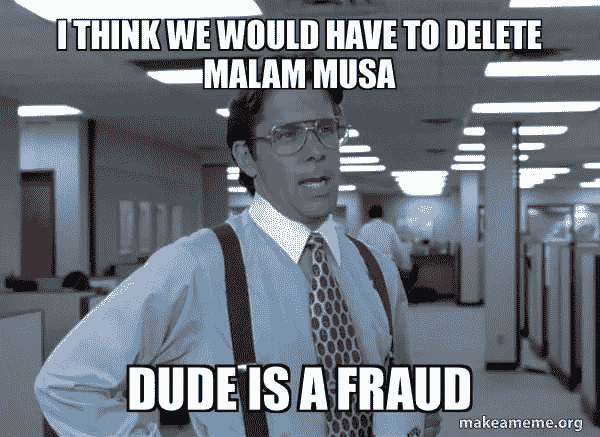 I THINK WE WOULD HAVE TO DELETE
MALAM MUSA
DUDE IS A FRAUD
makeameme.org